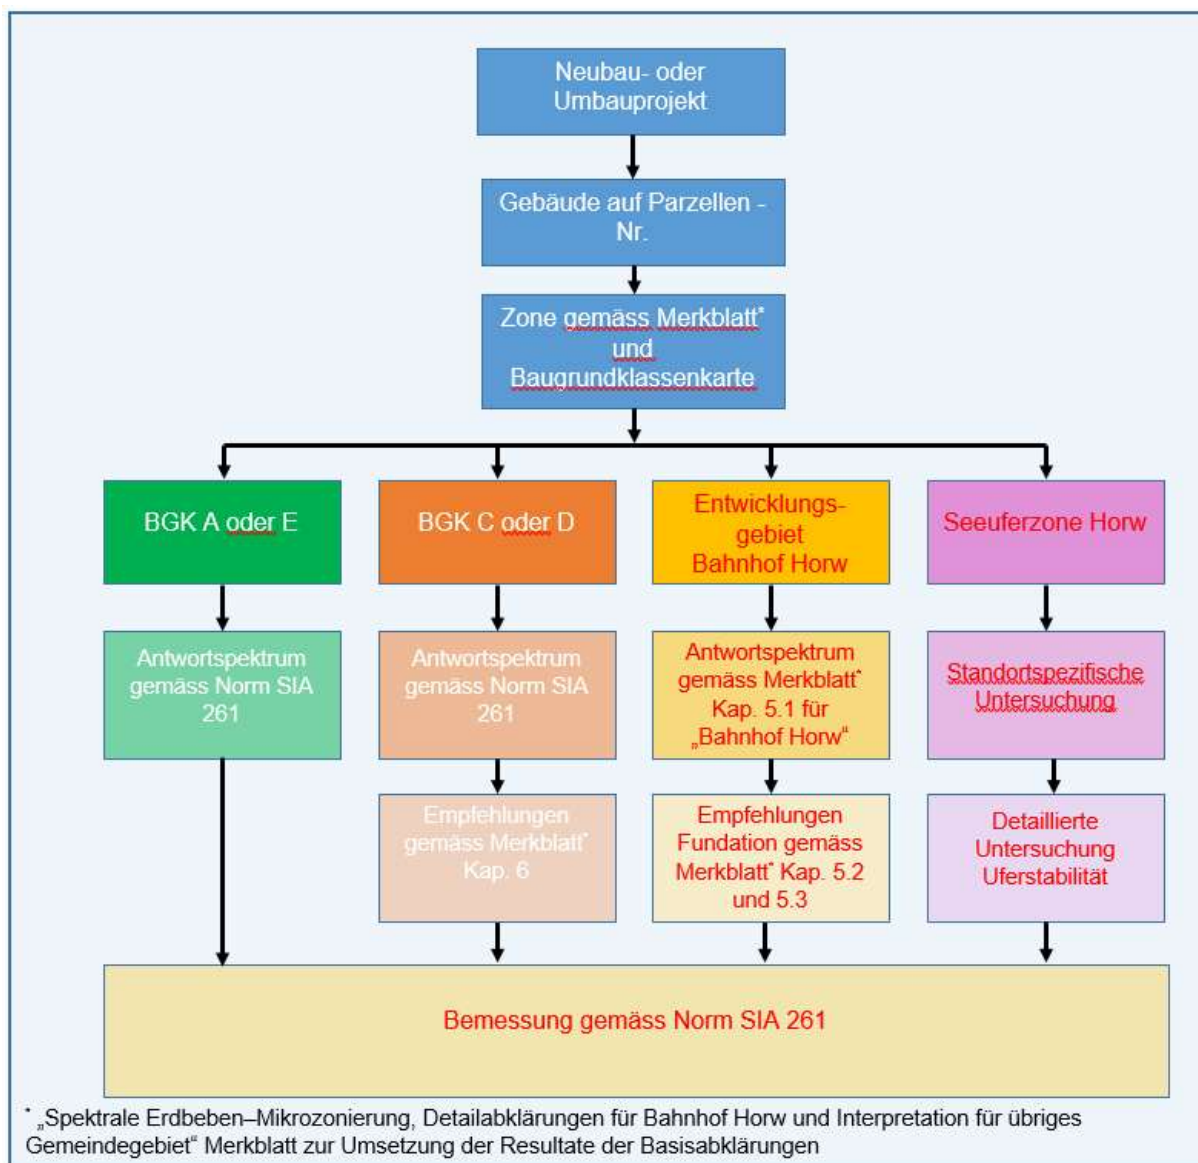 Neubau- oder
Umbauprojekt
Gebäude auf Parzellen -
Nr.
Zone gemäss Merkblatt*
und
Baugrundklassenkarte
BGK A oder E
BGK C oder D
Entwicklungs-
gebiet
Bahnhof Horw
Seeuferzone Horw
Antwortspektrum
gemäss Norm SIA
261
Antwortspektrum
gemäss Norm SIA
261
Antwortspektrum
gemäss Merkblatt*
Kap. 5.1 für
„Bahnhof Horw“
Standortspezifische
Untersuchung
Empfehlungen
gemäss Merkblatt*
Kap. 6
Empfehlungen
Fundation gemäss
Merkblatt* Kap. 5.2
und 5.3
Detaillierte
Untersuchung
Uferstabilität
Bemessung gemäss Norm SIA 261
* „Spektrale Erdbeben–Mikrozonierung, Detailabklärungen für Bahnhof Horw und Interpretation für übriges
Gemeindegebiet“ Merkblatt zur Umsetzung der Resultate der Basisabklärungen